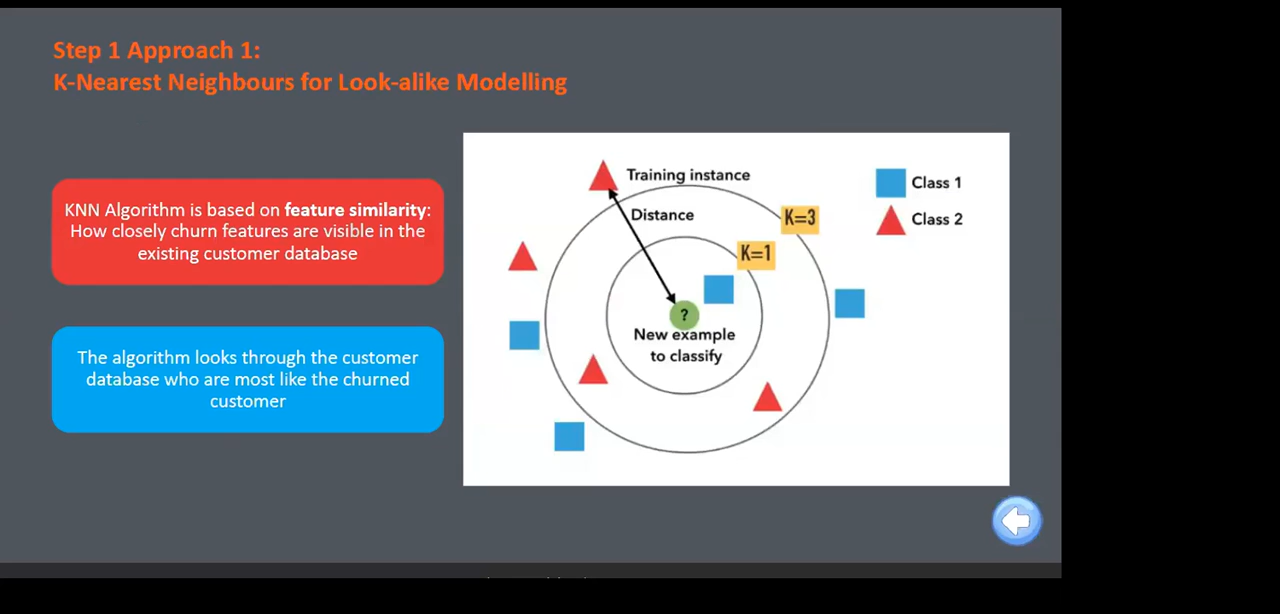 Step 1 Approach 1:
K-Nearest Neighbours for Look-alike Modelling
KNN Algorithm is based on feature similarity:
How closely churn features are visible in the
existing customer database
The algorithm looks through the customer
database who are most like the churned
customer
Training instance
Distance
K=3
K=1
?
New example
to classify
Class 1
Class 2